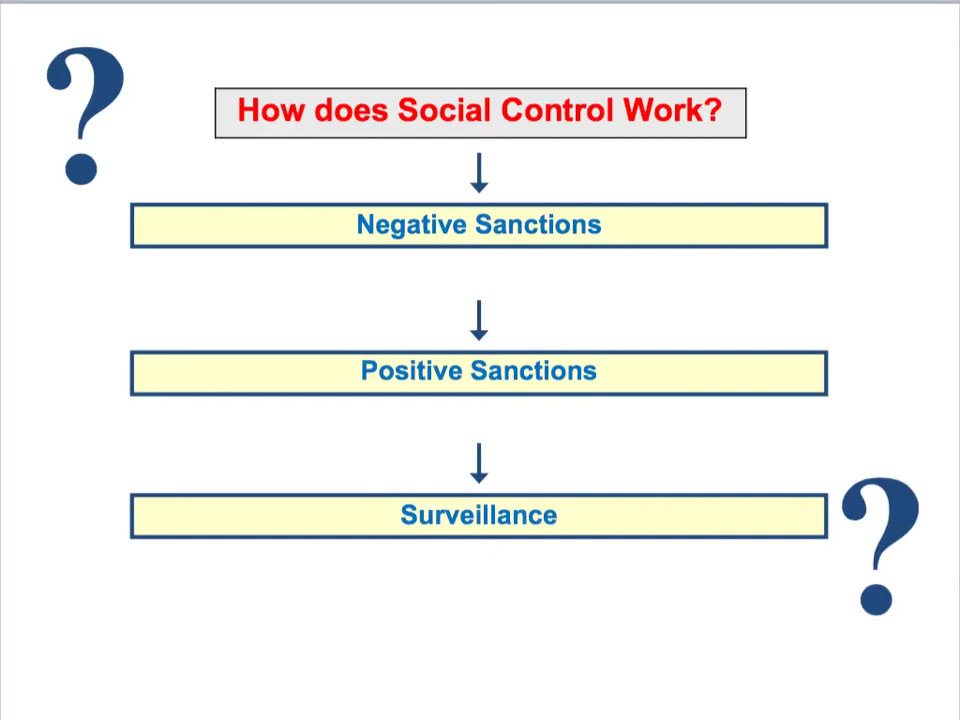 ?
How does Social Control Work?
Negative Sanctions
Positive Sanctions
Surveillance
?